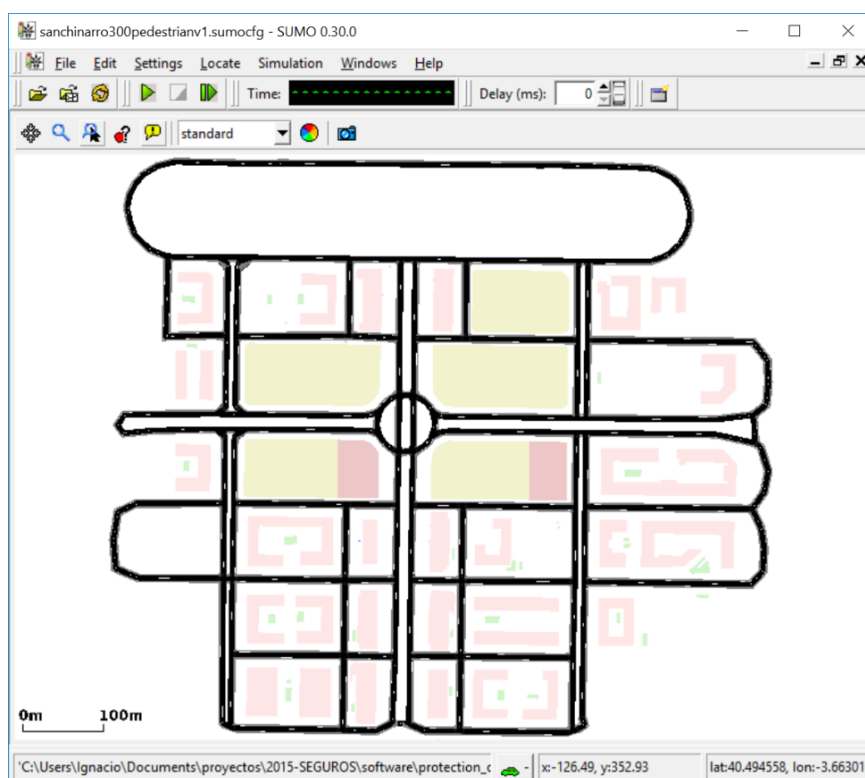 sanchinarro300pedestrianv1.sumocfg - SUMO 0.30.0
File Edit Settings Locate Simulation Windows Help
Time: Delay (ms): 0
standard
0m 100m
'C:\Users\Ignacio\Documents\proyectos\2015-SEGUROS\software\protection_c - x:-126.49, y:352.93 lat:40.494558, lon:-3.66301